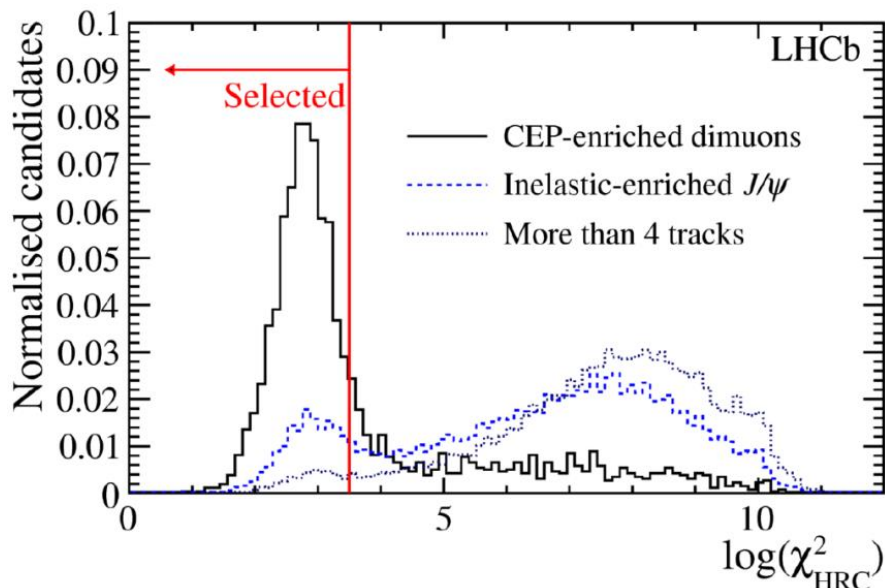 Normalised candidates
0.1
0.09
0.08
0.07
0.06
0.05
0.04
0.03
0.02
0.01
0
LHCb
Selected
CEP-enriched dimuons
Inelastic-enriched J/ψ
More than 4 tracks
0 5 10
log(χ²HRC)